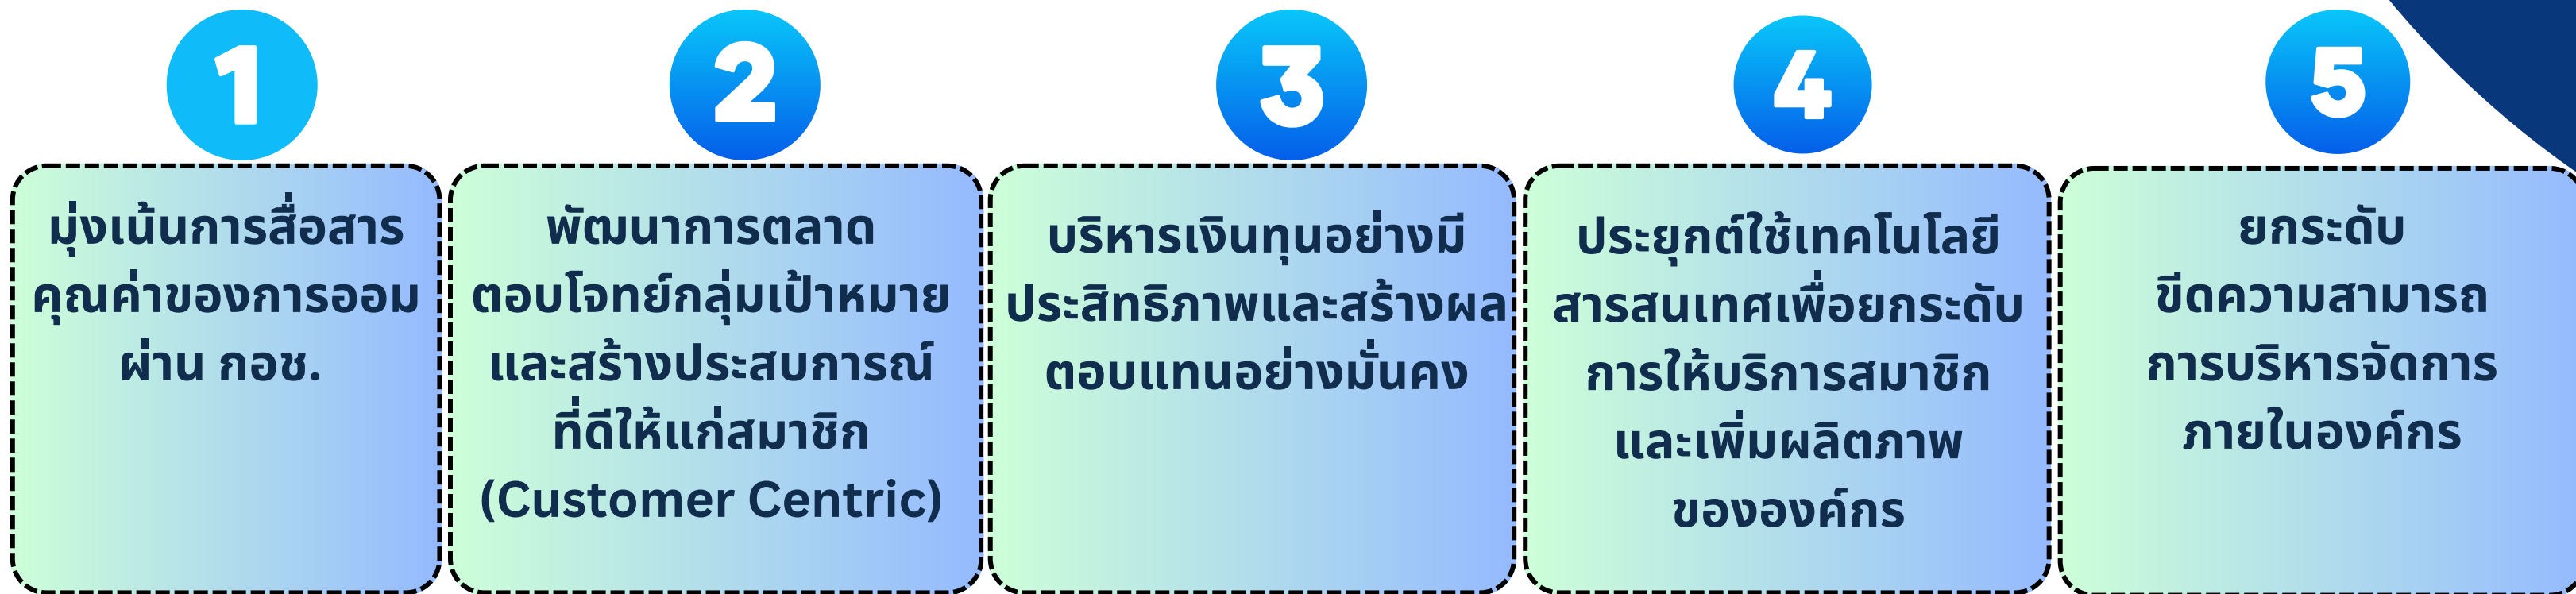 1
มุ่งเน้นการสื่อสาร
คุณค่าของการออม
ผ่าน กอช.
2
พัฒนาการตลาด
ตอบโจทย์กลุ่มเป้าหมาย
และสร้างประสบการณ์
ที่ดีให้แก่สมาชิก
(Customer Centric)
3
บริหารเงินทุนอย่างมี
ประสิทธิภาพและสร้างผล
ตอบแทนอย่างมั่นคง
4
ประยุกต์ใช้เทคโนโลยี
สารสนเทศเพื่อยกระดับ
การให้บริการสมาชิก
และเพิ่มผลิตภาพ
ขององค์กร
5
ยกระดับ
ขีดความสามารถ
การบริหารจัดการ
ภายในองค์กร